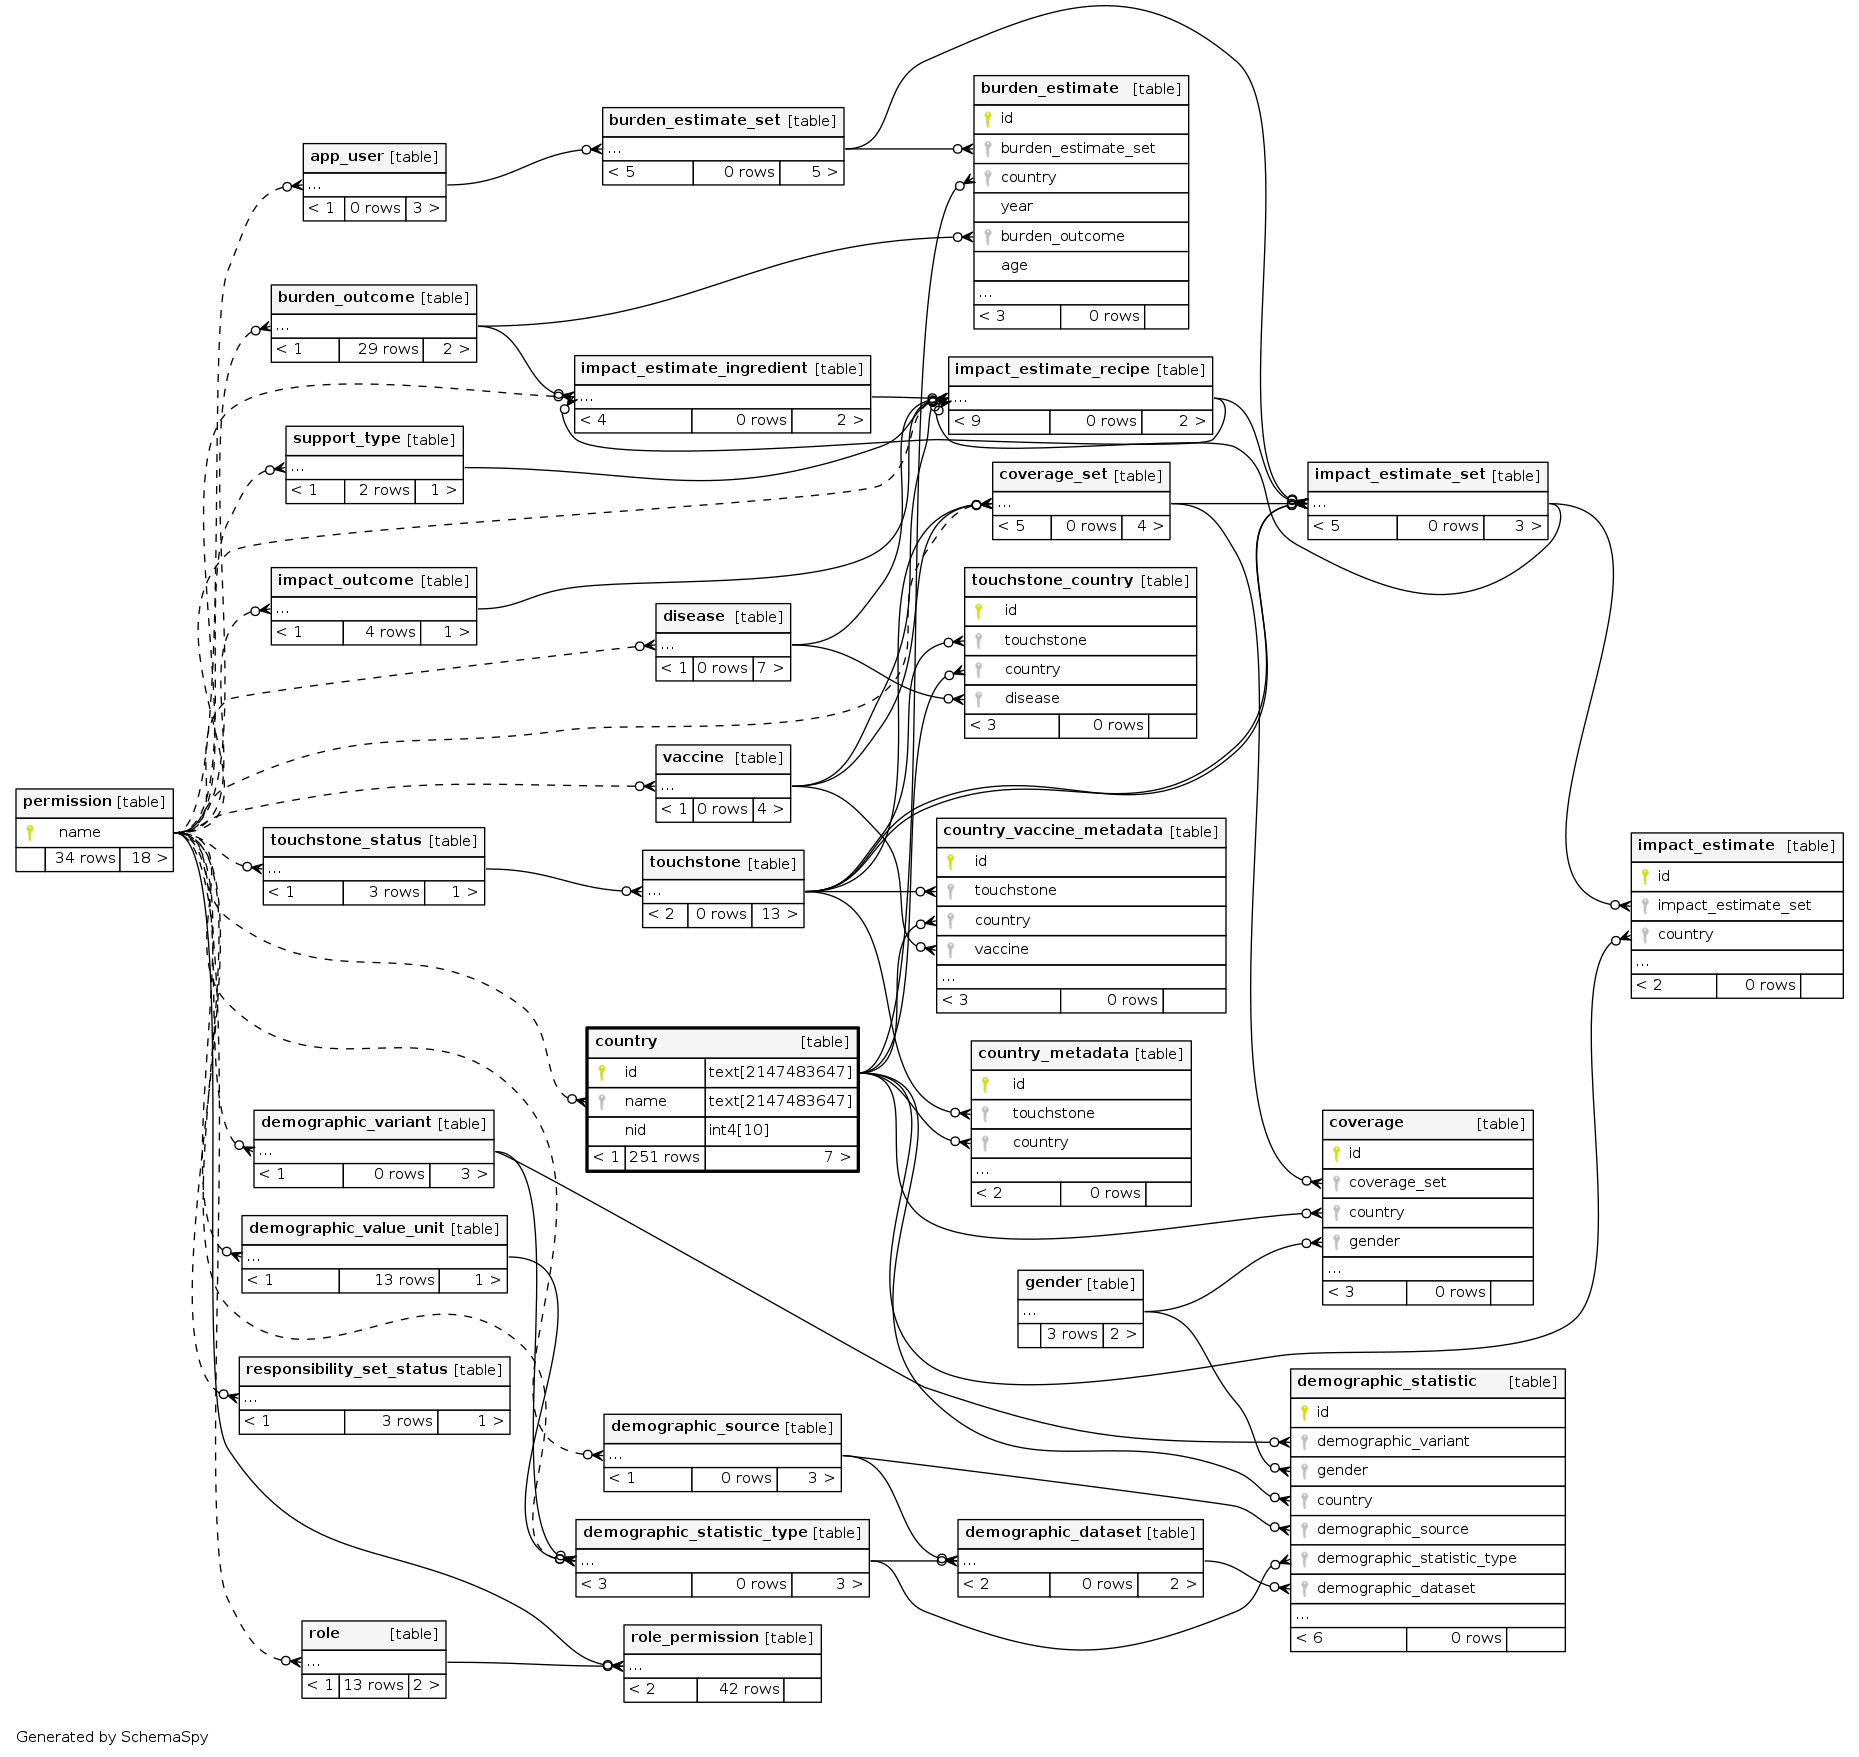 burden_estimate [table]
id
burden_estimate_set
country
year
burden_outcome
age
...
< 3 0 rows
burden_estimate_set [table]
...
< 5 0 rows 5 >
app_user [table]
...
< 1 0 rows 3 >
burden_outcome [table]
...
< 1 29 rows 2 >
impact_estimate_ingredient [table]
...
< 4 0 rows 2 >
impact_estimate_recipe [table]
...
< 9 0 rows 2 >
support_type [table]
...
< 1 2 rows 1 >
coverage_set [table]
...
< 5 0 rows 4 >
impact_estimate_set [table]
...
< 5 0 rows 3 >
impact_outcome [table]
...
< 1 4 rows 1 >
disease [table]
...
< 1 0 rows 7 >
touchstone_country [table]
id
touchstone
country
disease
< 3 0 rows
vaccine [table]
...
< 1 0 rows 4 >
permission [table]
name
34 rows 18 >
touchstone_status [table]
...
< 1 3 rows 1 >
touchstone [table]
...
< 2 0 rows 13 >
country_vaccine_metadata [table]
id
touchstone
country
vaccine
...
< 3 0 rows
impact_estimate [table]
id
impact_estimate_set
country
...
< 2 0 rows
country [table]
id text[2147483647]
name text[2147483647]
nid int4[10]
< 1 251 rows 7 >
country_metadata [table]
id
touchstone
country
...
< 2 0 rows
demographic_variant [table]
...
< 1 0 rows 3 >
coverage [table]
id
coverage_set
country
gender
...
< 3 0 rows
demographic_value_unit [table]
...
< 1 13 rows 1 >
gender [table]
...
3 rows 2 >
responsibility_set_status [table]
...
< 1 3 rows 1 >
demographic_statistic [table]
id
demographic_variant
gender
country
demographic_source
demographic_statistic_type
demographic_dataset
...
< 6 0 rows
demographic_source [table]
...
< 1 0 rows 3 >
demographic_statistic_type [table]
...
< 3 0 rows 3 >
demographic_dataset [table]
...
< 2 0 rows 2 >
role [table]
...
< 1 13 rows 2 >
role_permission [table]
...
< 2 42 rows
Generated by SchemaSpy